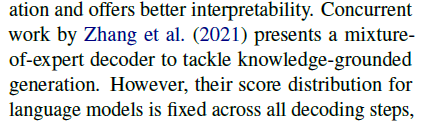 ation and offers better interpretability. Concurrent
work by Zhang et al. (2021) presents a mixture-
of-expert decoder to tackle knowledge-grounded
generation. However, their score distribution for
language models is fixed across all decoding steps,